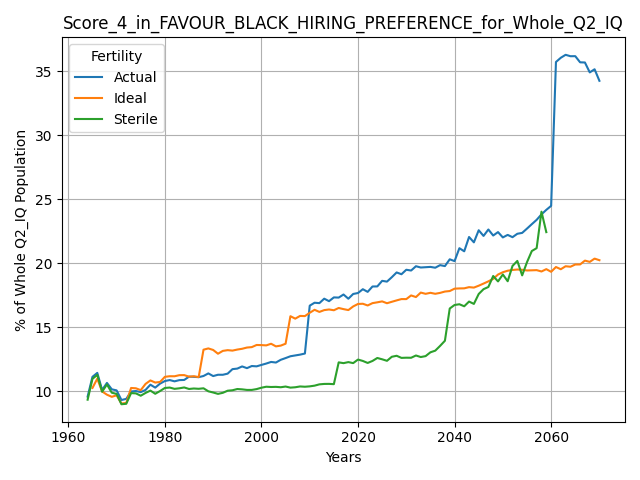 Score_4_in_FAVOUR_BLACK_HIRING_PREFERENCE_for_Whole_Q2_IQ
Fertility
Actual
Ideal
Sterile
% of Whole Q2_IQ Population
35
30
25
20
15
10
1960 1980 2000 2020 2040 2060
Years